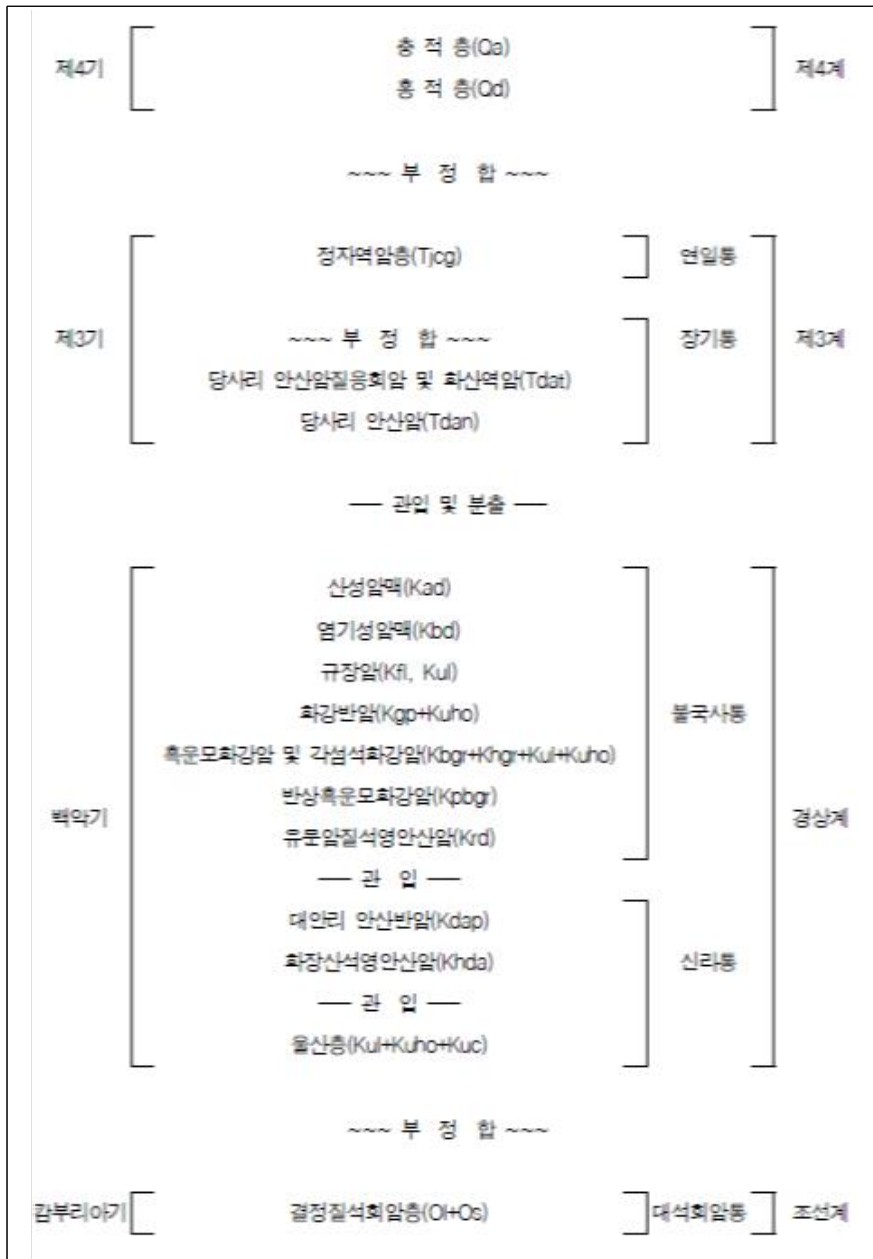 충 적 층(Qa)
제4기 제4계
홍 적 층(Qd)
~~~ 부 정 합 ~~~
정자역암층(Tjcg) 연일통
제3기 ~~~ 부 정 합 ~~~ 장기통 제3계
당사리 안산암질응회암 및 화산역암(Tdat)
당사리 안산암(Tdan)
── 관입 및 분출 ──
산성암맥(Kad)
염기성암맥(Kbd)
규장암(Kfl, Kul)
화강반암(Kgp+Kuho) 불국사통
흑운모화강암 및 각섬석화강암(Kbgr+Khgr+Kul+Kuho)
반상흑운모화강암(Kpbgr)
백악기 경상계
유문암질석영안산암(Krd)
── 관 입 ──
대안리 안산반암(Kdap)
화장산석영안산암(Khda) 신라통
── 관 입 ──
울산층(Kul+Kuho+Kuc)
~~~ 부 정 합 ~~~
캄부리아기 결정질석회암층(Ol+Os) 대석회암통 조선계